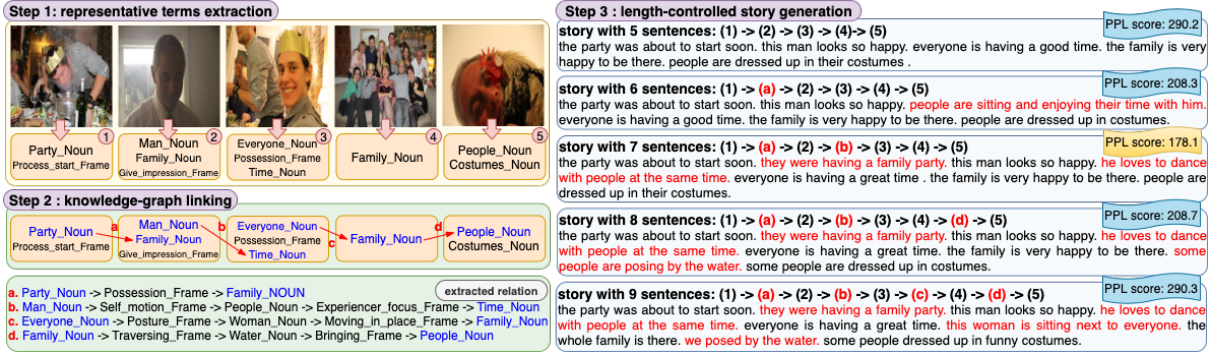 Step 1: representative terms extraction
1
2
3
4
5
Party_Noun
Process_start_Frame
Man_Noun
Family_Noun
Give_impression_Frame
Everyone_Noun
Possession_Frame
Time_Noun
Family_Noun
People_Noun
Costumes_Noun
Step 2 : knowledge-graph linking
Party_Noun
Process_start_Frame
a
Man_Noun
Family_Noun
Give_impression_Frame
b
Everyone_Noun
Possession_Frame
Time_Noun
c
Family_Noun
d
People_Noun
Costumes_Noun
extracted relation
a. Party_Noun -> Possession_Frame -> Family_NOUN
b. Man_Noun -> Self_motion_Frame -> People_Noun -> Experiencer_focus_Frame -> Time_Noun
c. Everyone_Noun -> Posture_Frame -> Woman_Noun -> Moving_in_place_Frame -> Family_Noun
d. Family_Noun -> Traversing_Frame -> Water_Noun -> Bringing_Frame -> People_Noun
Step 3 : length-controlled story generation
PPL score: 290.2
story with 5 sentences: (1) -> (2) -> (3) -> (4)-> (5)
the party was about to start soon. this man looks so happy. everyone is having a good time. the family is very
happy to be there. people are dressed up in their costumes .
PPL score: 208.3
story with 6 sentences: (1) -> (a) -> (2) -> (3) -> (4) -> (5)
the party was about to start soon. this man looks so happy. people are sitting and enjoying their time with him.
everyone is having a good time. the family is very happy to be there. people are dressed up in their costumes.
PPL score: 178.1
story with 7 sentences: (1) -> (a) -> (2) -> (b) -> (3) -> (4) -> (5)
the party was about to start soon. they were having a family party. this man looks so happy. he loves to dance
with people at the same time. everyone is having a great time . the family is very happy to be there. people are
dressed up in their costumes.
PPL score: 208.7
story with 8 sentences: (1) -> (a) -> (2) -> (b) -> (3) -> (4) -> (d) -> (5)
the party was about to start soon. they were having a family party. this man looks so happy. he loves to dance
with people at the same time. everyone is having a great time. the family is very happy to be there. some
people are posing by the water. some people are dressed up in costumes.
PPL score: 290.3
story with 9 sentences: (1) -> (a) -> (2) -> (b) -> (3) -> (c) -> (4) -> (d) -> (5)
the party was about to start soon. they were having a family party. this man looks so happy. he loves to dance
with people at the same time. everyone is having a great time. this woman is sitting next to everyone. the
whole family is there. we posed by the water. some people dressed up in funny costumes.